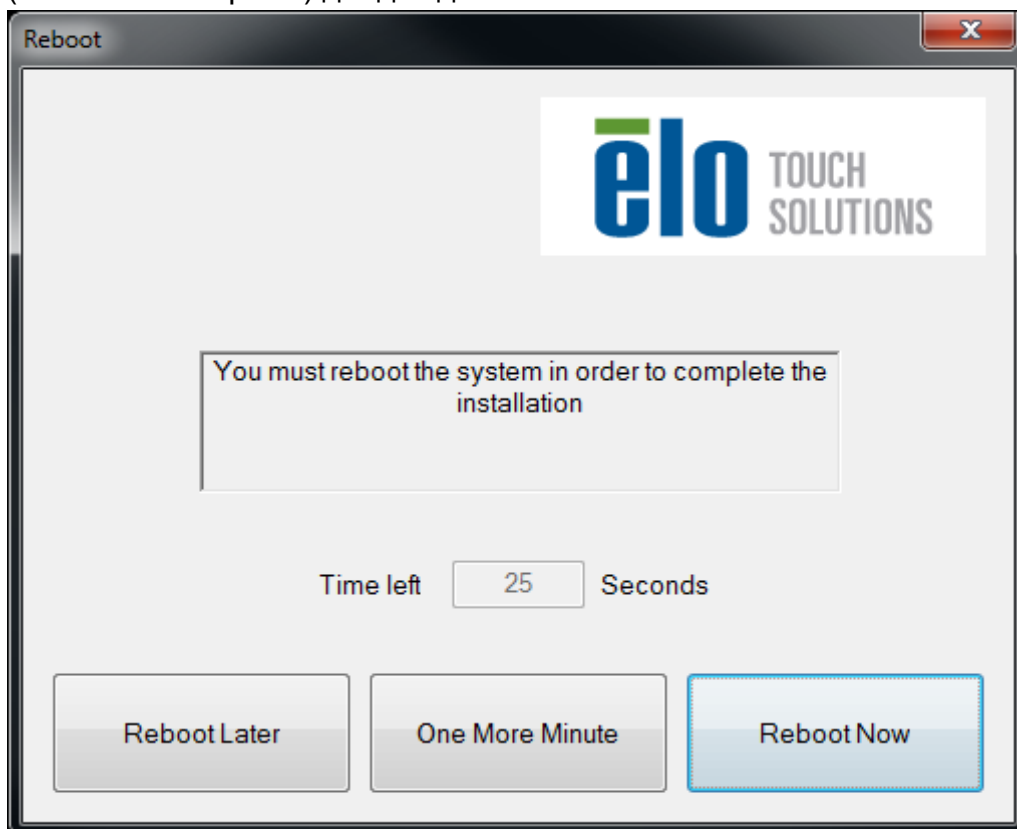 Reboot
ēlo TOUCH
SOLUTIONS
You must reboot the system in order to complete the
installation
Time left 25 Seconds
Reboot Later One More Minute Reboot Now